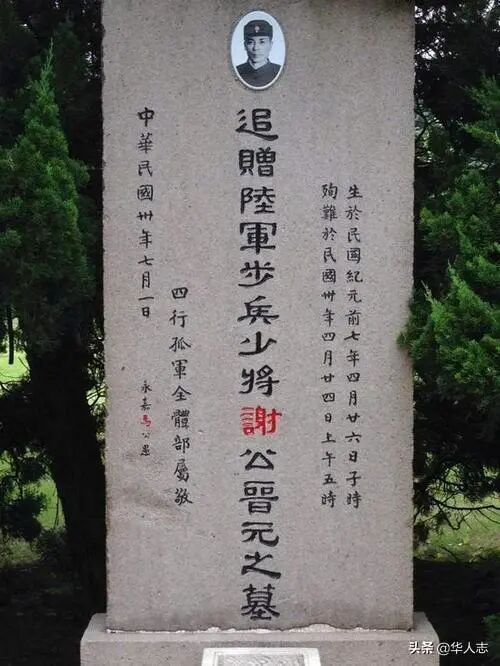 生於民國紀元前七年四月廿六日子時
殉難於民國卅年四月廿四日上午五時
追贈陸軍步兵少將謝公晉元之墓
四行孤軍全體部屬敬
中華民國卅年七月一日
永嘉馬公愚
头条 @华人志